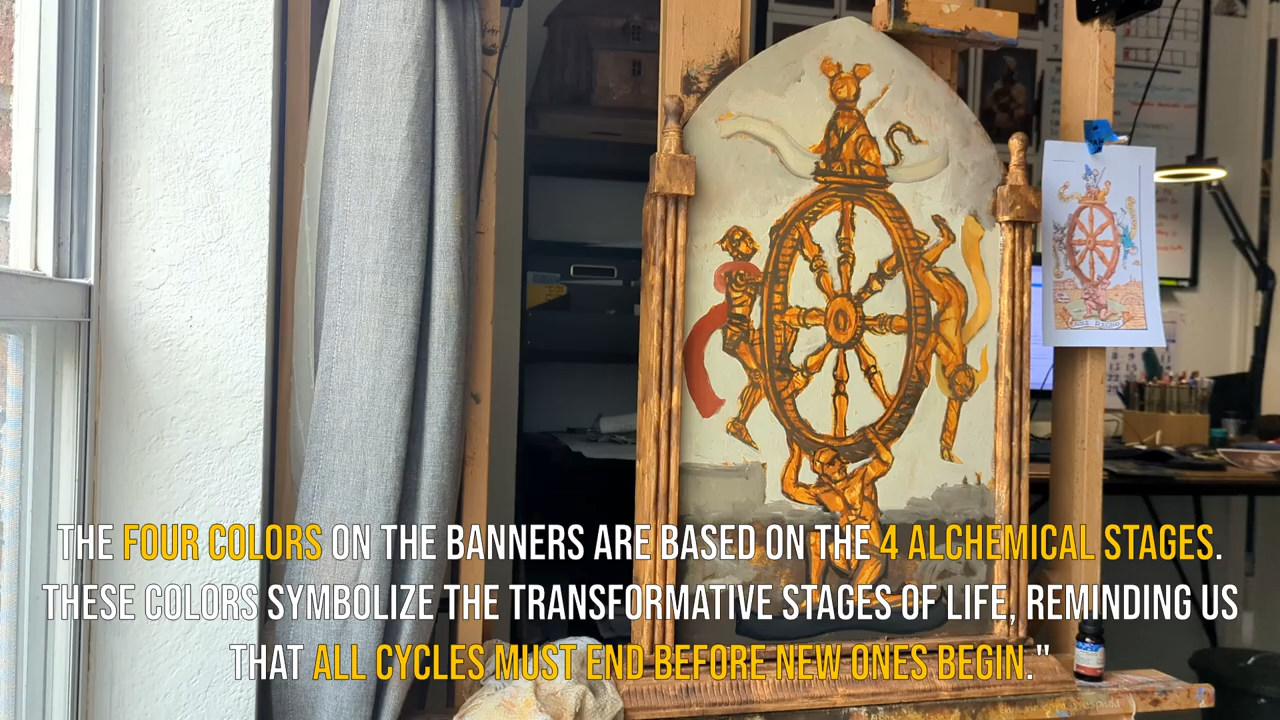 THE FOUR COLORS ON THE BANNERS ARE BASED ON THE 4 ALCHEMICAL STAGES.
THESE COLORS SYMBOLIZE THE TRANSFORMATIVE STAGES OF LIFE, REMINDING US
THAT ALL CYCLES MUST END BEFORE NEW ONES BEGIN."